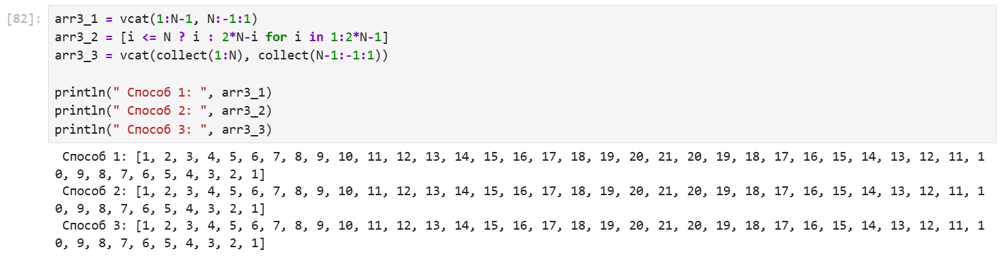 [82]:
arr3_1 = vcat(1:N-1, N:-1:1)
arr3_2 = [i <= N ? i : 2*N-i for i in 1:2*N-1]
arr3_3 = vcat(collect(1:N), collect(N-1:-1:1))
println(" Способ 1: ", arr3_1)
println(" Способ 2: ", arr3_2)
println(" Способ 3: ", arr3_3)
Способ 1: [1, 2, 3, 4, 5, 6, 7, 8, 9, 10, 11, 12, 13, 14, 15, 16, 17, 18, 19, 20, 21, 20, 19, 18, 17, 16, 15, 14, 13, 12, 11, 1
0, 9, 8, 7, 6, 5, 4, 3, 2, 1]
Способ 2: [1, 2, 3, 4, 5, 6, 7, 8, 9, 10, 11, 12, 13, 14, 15, 16, 17, 18, 19, 20, 21, 20, 19, 18, 17, 16, 15, 14, 13, 12, 11, 1
0, 9, 8, 7, 6, 5, 4, 3, 2, 1]
Способ 3: [1, 2, 3, 4, 5, 6, 7, 8, 9, 10, 11, 12, 13, 14, 15, 16, 17, 18, 19, 20, 21, 20, 19, 18, 17, 16, 15, 14, 13, 12, 11, 1
0, 9, 8, 7, 6, 5, 4, 3, 2, 1]